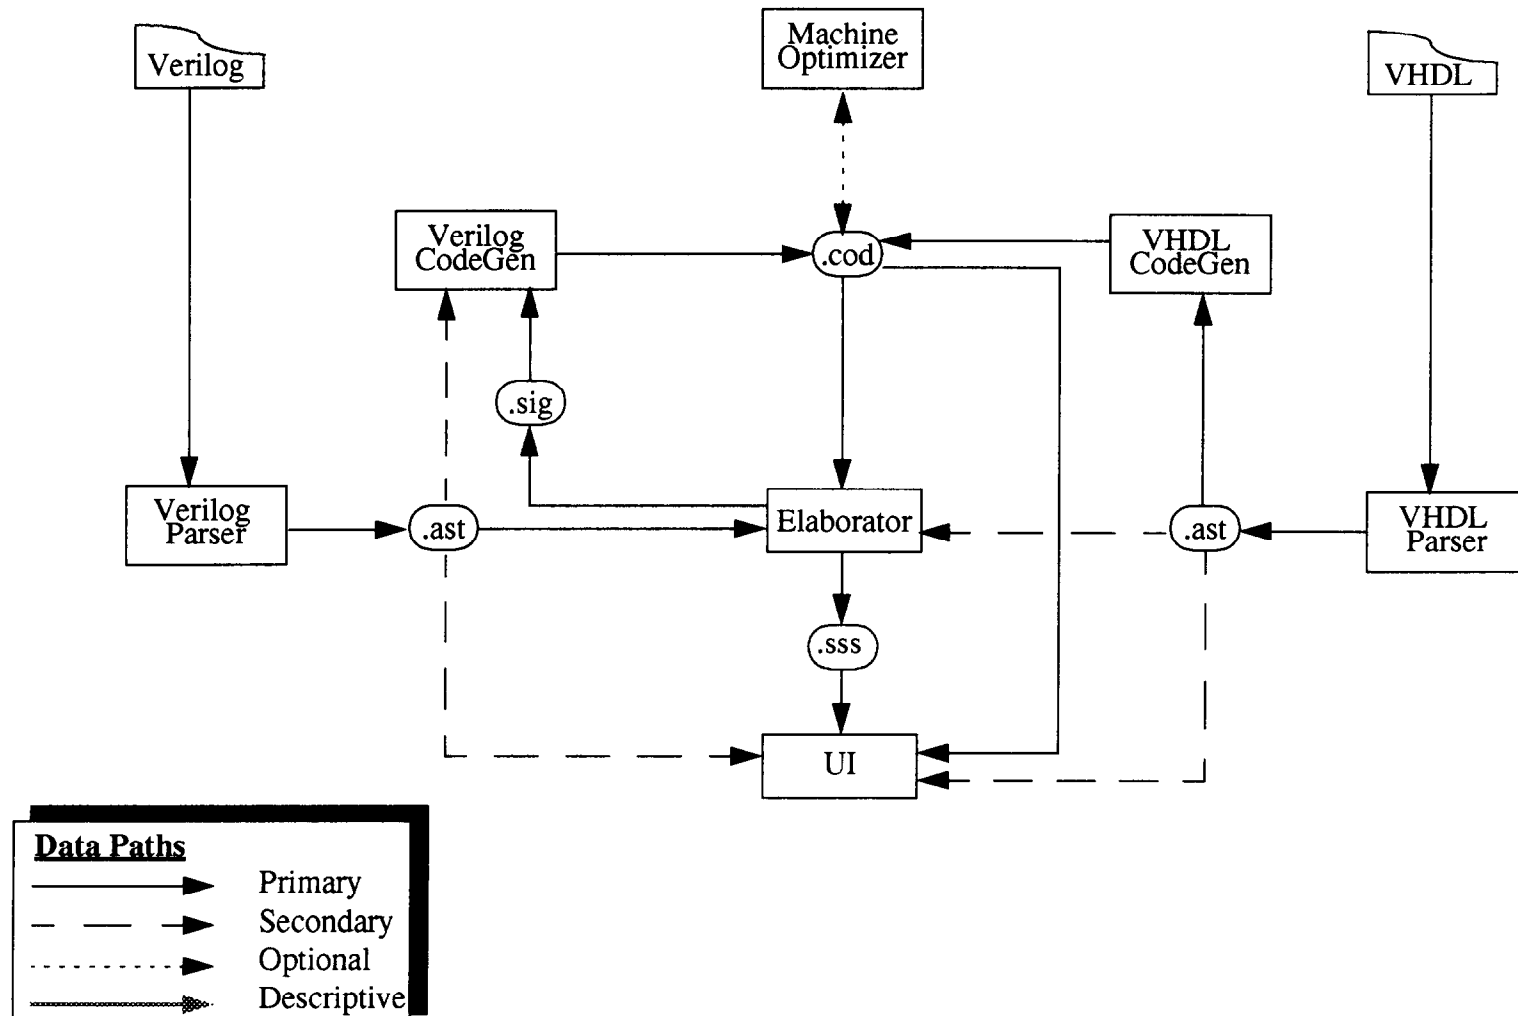 Verilog
Machine
Optimizer
VHDL
Verilog
CodeGen
.cod
VHDL
CodeGen
.sig
Verilog
Parser
.ast
Elaborator
.ast
VHDL
Parser
.sss
UI
Data Paths
Primary
Secondary
Optional
Descriptive